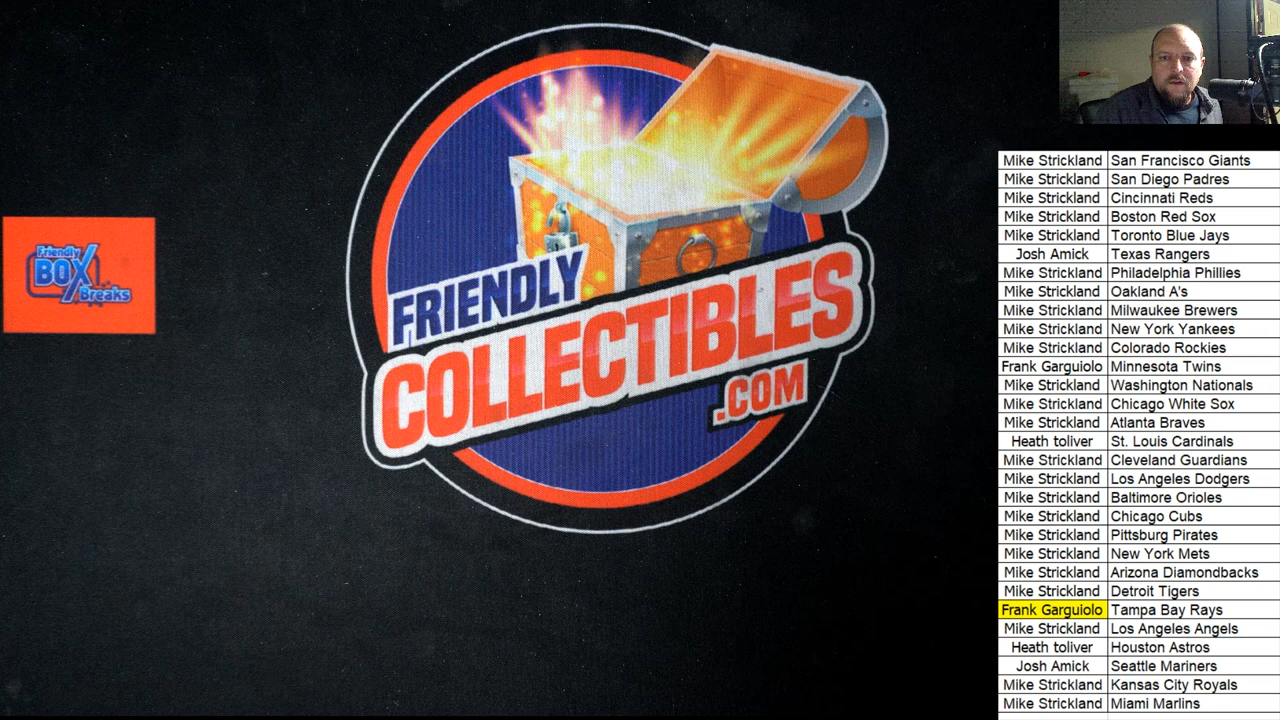 Friendly
BOX
Breaks
FRIENDLY
COLLECTIBLES
.COM
Mike Strickland San Francisco Giants
Mike Strickland San Diego Padres
Mike Strickland Cincinnati Reds
Mike Strickland Boston Red Sox
Mike Strickland Toronto Blue Jays
Josh Amick Texas Rangers
Mike Strickland Philadelphia Phillies
Mike Strickland Oakland A's
Mike Strickland Milwaukee Brewers
Mike Strickland New York Yankees
Mike Strickland Colorado Rockies
Frank Garguiolo Minnesota Twins
Mike Strickland Washington Nationals
Mike Strickland Chicago White Sox
Mike Strickland Atlanta Braves
Heath toliver St. Louis Cardinals
Mike Strickland Cleveland Guardians
Mike Strickland Los Angeles Dodgers
Mike Strickland Baltimore Orioles
Mike Strickland Chicago Cubs
Mike Strickland Pittsburg Pirates
Mike Strickland New York Mets
Mike Strickland Arizona Diamondbacks
Mike Strickland Detroit Tigers
Frank Garguiolo Tampa Bay Rays
Mike Strickland Los Angeles Angels
Heath toliver Houston Astros
Josh Amick Seattle Mariners
Mike Strickland Kansas City Royals
Mike Strickland Miami Marlins